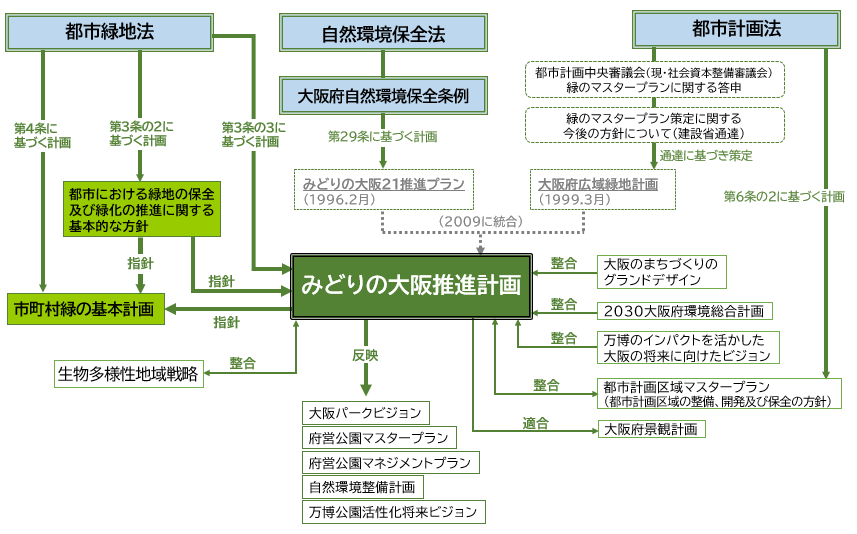 都市緑地法
自然環境保全法
都市計画法
大阪府自然環境保全条例
都市計画中央審議会（現・社会資本整備審議会）
緑のマスタープランに関する答申
緑のマスタープラン策定に関する
今後の方針について（建設省通達）
第4条に
基づく計画
第3条の2に
基づく計画
第3条の3に
基づく計画
第29条に基づく計画
通達に基づき策定
第6条の2に基づく計画
みどりの大阪21推進プラン
（1996.2月）
大阪府広域緑地計画
（1999.3月）
（2009に統合）
都市における緑地の保全
及び緑化の推進に関する
基本的な方針
指針
指針
指針
市町村緑の基本計画
みどりの大阪推進計画
整合
大阪のまちづくりの
グランドデザイン
整合
2030大阪府環境総合計画
整合
万博のインパクトを活かした
大阪の将来に向けたビジョン
整合
都市計画区域マスタープラン
（都市計画区域の整備、開発及び保全の方針）
適合
大阪府景観計画
生物多様性地域戦略
整合
反映
大阪パークビジョン
府営公園マスタープラン
府営公園マネジメントプラン
自然環境整備計画
万博公園活性化将来ビジョン